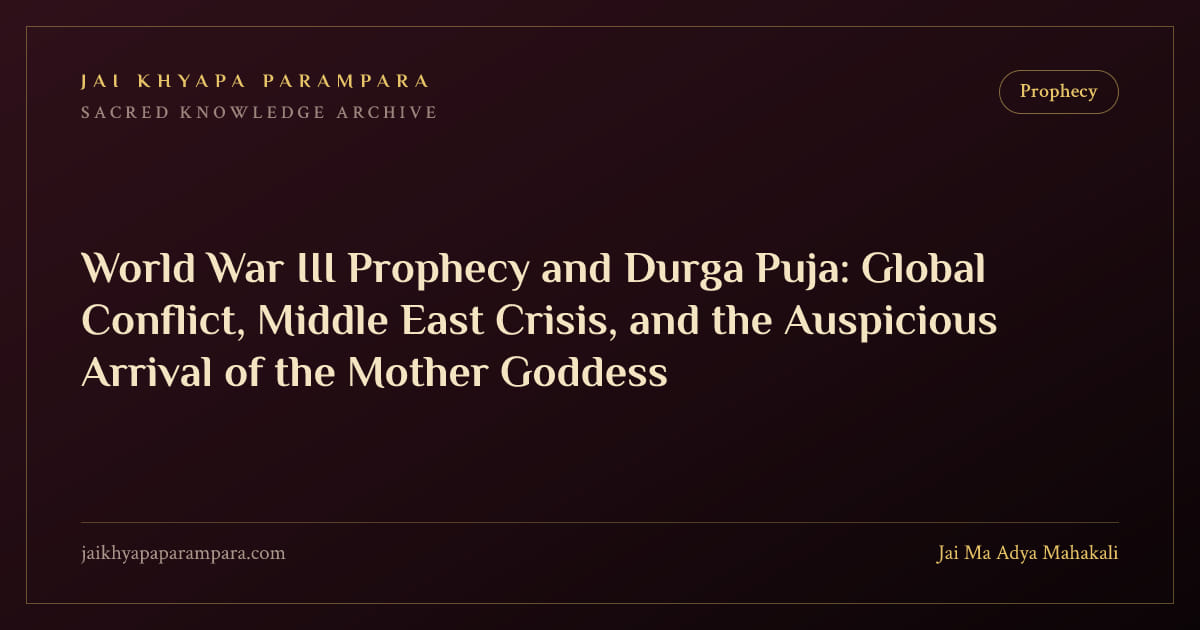 JAI KHYAPA PARAMPARA
SACRED KNOWLEDGE ARCHIVE
Prophecy
World War III Prophecy and Durga Puja: Global
Conflict, Middle East Crisis, and the Auspicious
Arrival of the Mother Goddess
jaikhyapaparampara.com
Jai Ma Adya Mahakali